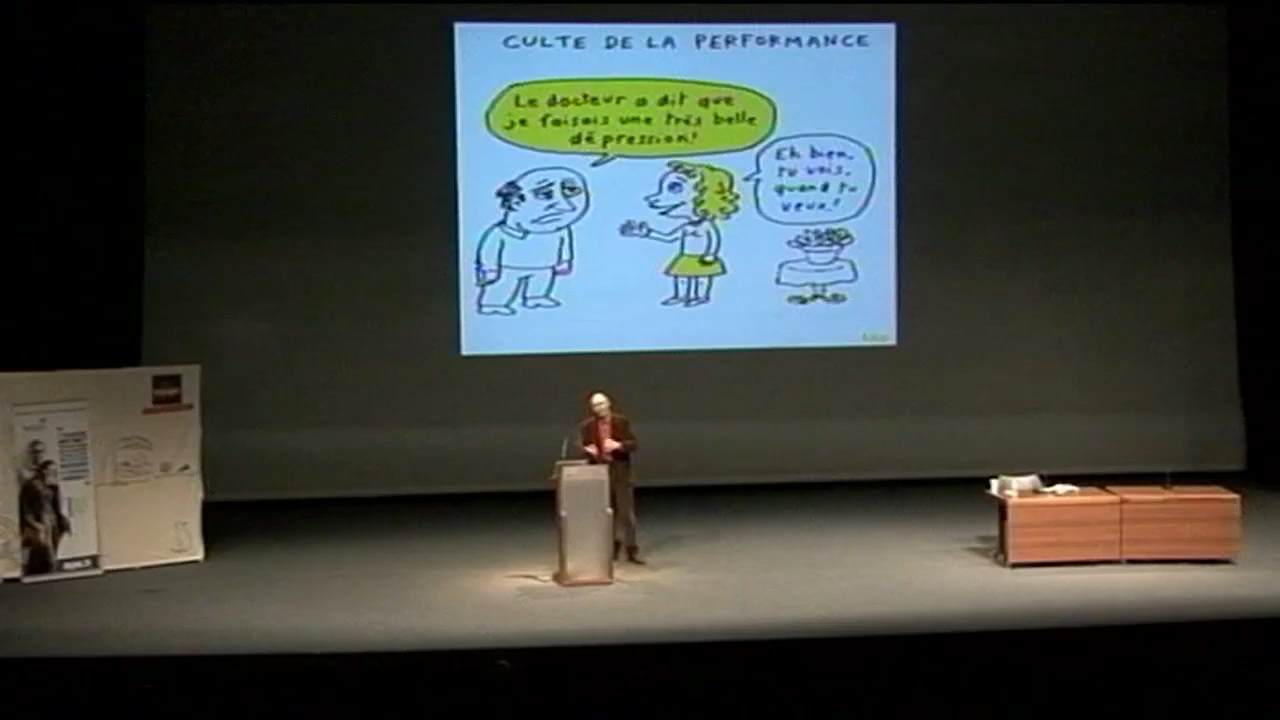 CULTE DE LA PERFORMANCE
Le docteur a dit que
je faisais une très belle
dépression!
Eh bien,
tu vois,
quand tu
veux!